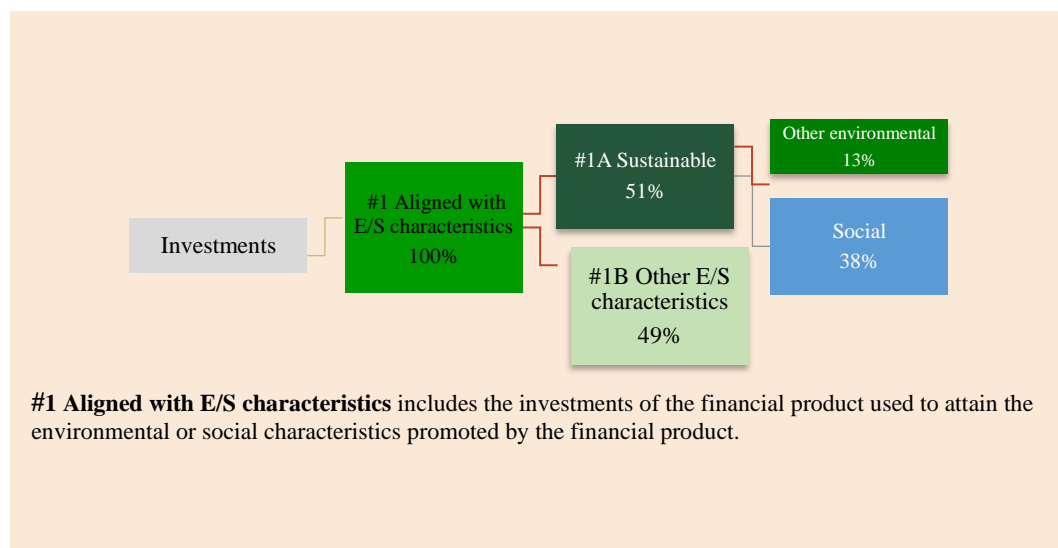 Investments
#1 Aligned with
E/S characteristics
100%
#1A Sustainable
51%
#1B Other E/S
characteristics
49%
Other environmental
13%
Social
38%
#1 Aligned with E/S characteristics includes the investments of the financial product used to attain the
environmental or social characteristics promoted by the financial product.